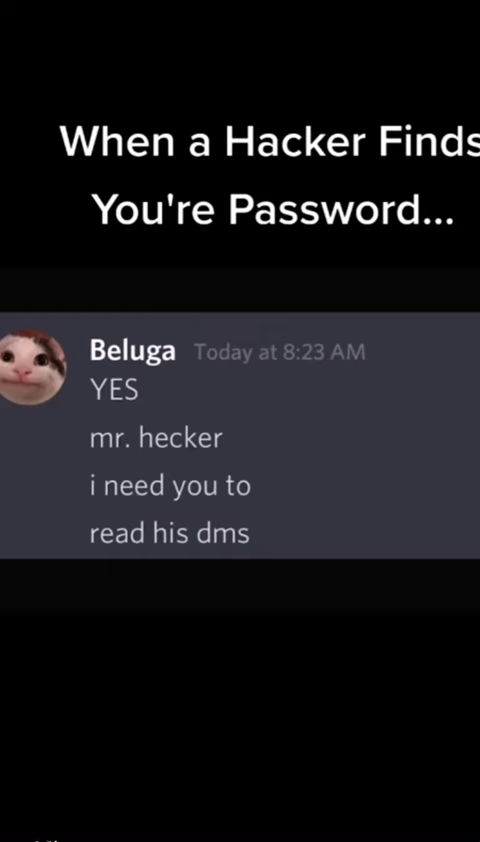 When a Hacker Finds
You're Password...
Beluga Today at 8:23 AM
YES
mr. hecker
i need you to
read his dms